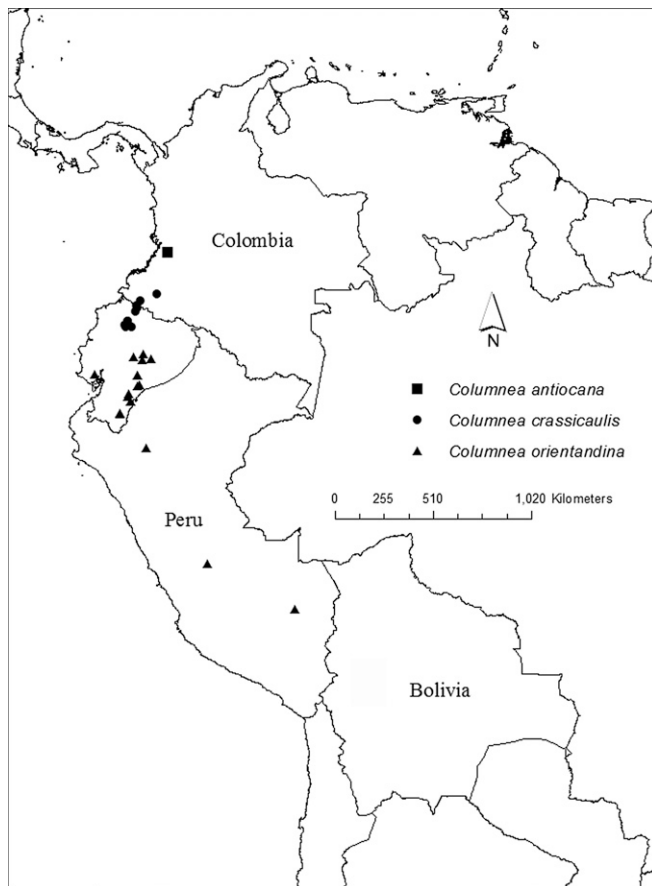 Colombia
N
Columnea antiocana
Columnea crassicaulis
Columnea orientandina
0 255 510 1,020 Kilometers
Peru
Bolivia